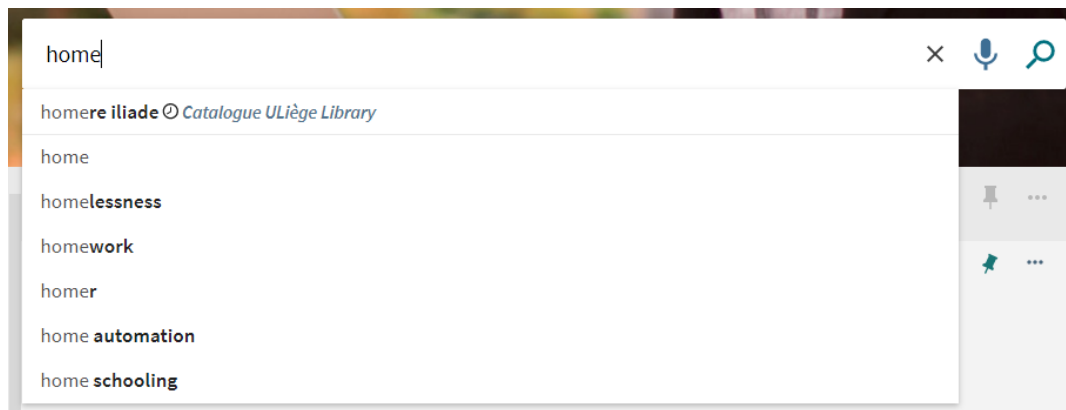 home
homere iliade Catalogue ULiège Library
home
homelessness
homework
homer
home automation
home schooling